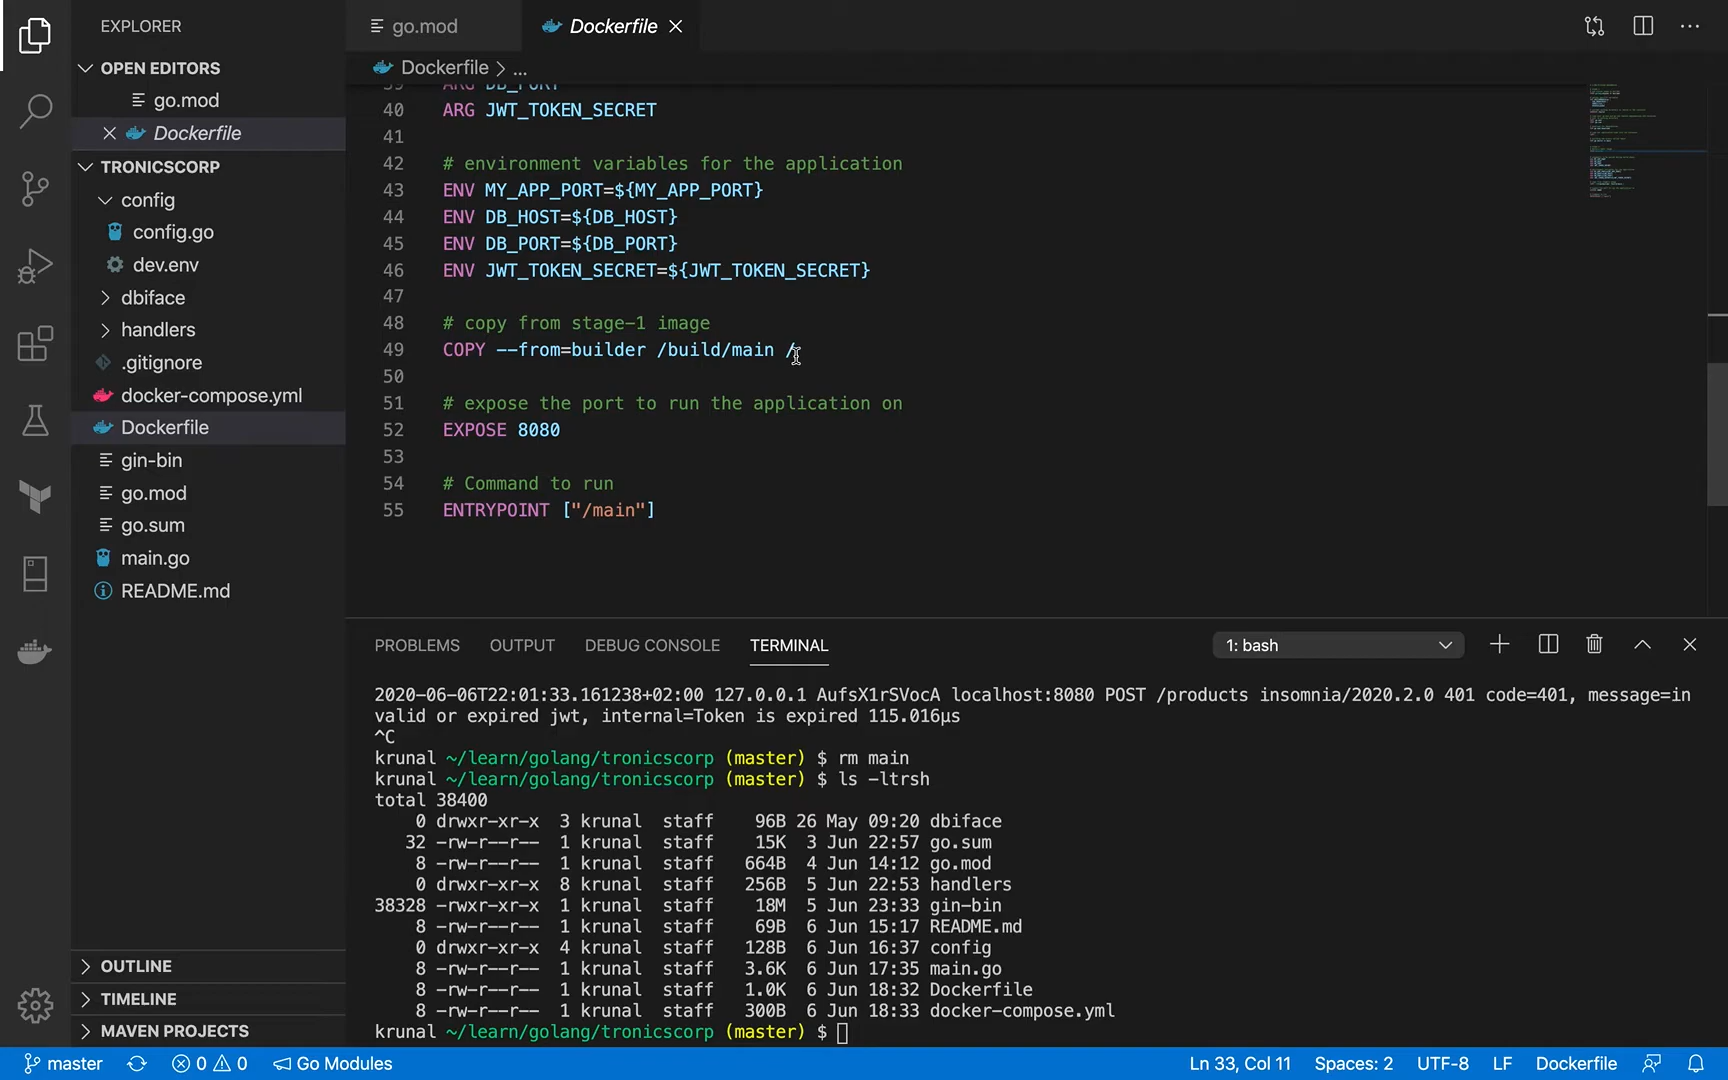 EXPLORER
OPEN EDITORS
go.mod
Dockerfile
TRONICSCORP
config
config.go
dev.env
dbiface
handlers
.gitignore
docker-compose.yml
Dockerfile
gin-bin
go.mod
go.sum
main.go
README.md
OUTLINE
TIMELINE
MAVEN PROJECTS
go.mod
Dockerfile
Dockerfile > ...
39 ARG DB_PORT
40 ARG JWT_TOKEN_SECRET
41
42 # environment variables for the application
43 ENV MY_APP_PORT=${MY_APP_PORT}
44 ENV DB_HOST=${DB_HOST}
45 ENV DB_PORT=${DB_PORT}
46 ENV JWT_TOKEN_SECRET=${JWT_TOKEN_SECRET}
47
48 # copy from stage-1 image
49 COPY --from=builder /build/main /
50
51 # expose the port to run the application on
52 EXPOSE 8080
53
54 # Command to run
55 ENTRYPOINT ["/main"]
PROBLEMS OUTPUT DEBUG CONSOLE TERMINAL 1: bash
2020-06-06T22:01:33.161238+02:00 127.0.0.1 AufsX1rSVocA localhost:8080 POST /products insomnia/2020.2.0 401 code=401, message=in
valid or expired jwt, internal=Token is expired 115.016µs
^C
krunal ~/learn/golang/tronicscorp (master) $ rm main
krunal ~/learn/golang/tronicscorp (master) $ ls -ltrsh
total 38400
0 drwxr-xr-x 3 krunal staff 96B 26 May 09:20 dbiface
32 -rw-r--r-- 1 krunal staff 15K 3 Jun 22:57 go.sum
8 -rw-r--r-- 1 krunal staff 664B 4 Jun 14:12 go.mod
0 drwxr-xr-x 8 krunal staff 256B 5 Jun 22:53 handlers
38328 -rwxr-xr-x 1 krunal staff 18M 5 Jun 23:33 gin-bin
8 -rw-r--r-- 1 krunal staff 69B 6 Jun 15:17 README.md
0 drwxr-xr-x 4 krunal staff 128B 6 Jun 16:37 config
8 -rw-r--r-- 1 krunal staff 3.6K 6 Jun 17:35 main.go
8 -rw-r--r-- 1 krunal staff 1.0K 6 Jun 18:32 Dockerfile
8 -rw-r--r-- 1 krunal staff 300B 6 Jun 18:33 docker-compose.yml
krunal ~/learn/golang/tronicscorp (master) $
master 0 0 Go Modules Ln 33, Col 11 Spaces: 2 UTF-8 LF Dockerfile